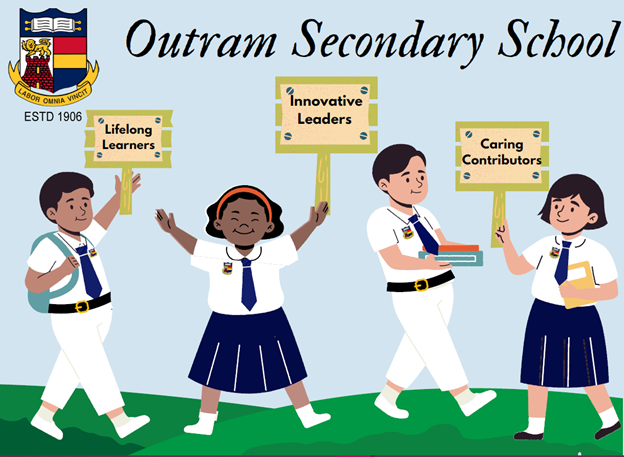 Outram Secondary School
LABOR OMNIA VINCIT
ESTD 1906
Lifelong
Learners
Innovative
Leaders
Caring
Contributors